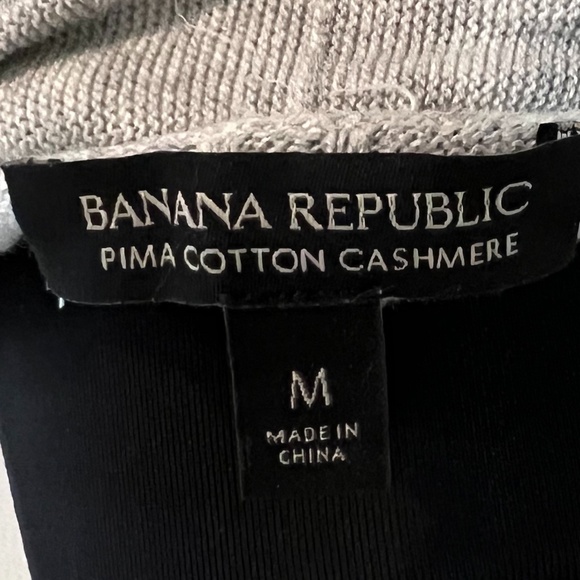 BANANA REPUBLIC
PIMA COTTON CASHMERE
M
MADE IN
CHINA